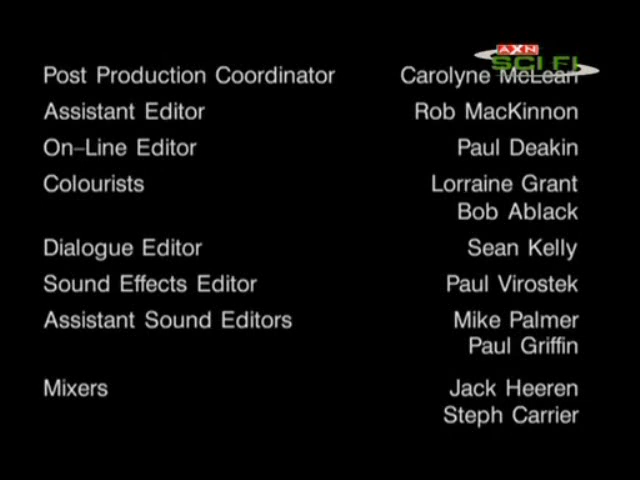 AXN
SCI FI
Post Production Coordinator Carolyne McLean
Assistant Editor Rob MacKinnon
On–Line Editor Paul Deakin
Colourists Lorraine Grant
Bob Ablack
Dialogue Editor Sean Kelly
Sound Effects Editor Paul Virostek
Assistant Sound Editors Mike Palmer
Paul Griffin
Mixers Jack Heeren
Steph Carrier